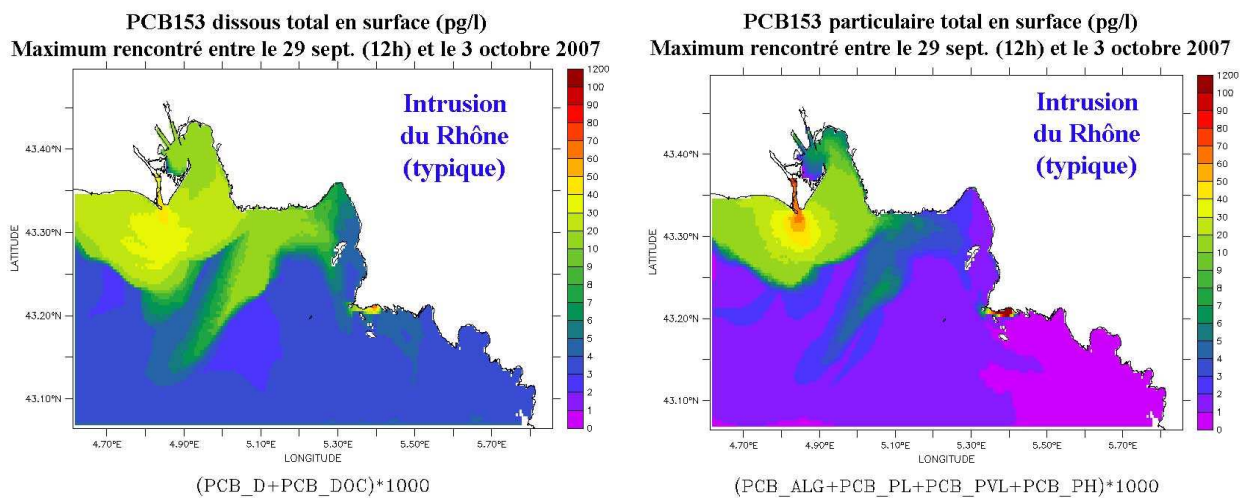 PCB153 dissous total en surface (pg/l)
Maximum rencontré entre le 29 sept. (12h) et le 3 octobre 2007
Intrusion
du Rhône
(typique)
43.40°N
43.30°N
43.20°N
43.10°N
LATITUDE
4.70°E 4.90°E 5.10°E 5.30°E 5.50°E 5.70°E
LONGITUDE
1200
100
90
80
70
60
50
40
30
20
10
9
8
7
6
5
4
3
2
1
0
(PCB_D+PCB_DOC)*1000
PCB153 particulaire total en surface (pg/l)
Maximum rencontré entre le 29 sept. (12h) et le 3 octobre 2007
Intrusion
du Rhône
(typique)
43.40°N
43.30°N
43.20°N
43.10°N
LATITUDE
4.70°E 4.90°E 5.10°E 5.30°E 5.50°E 5.70°E
LONGITUDE
1200
100
90
80
70
60
50
40
30
20
10
9
8
7
6
5
4
3
2
1
0
(PCB_ALG+PCB_PL+PCB_PVL+PCB_PH)*1000